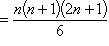 = n(n+1)(2n+1) / 6